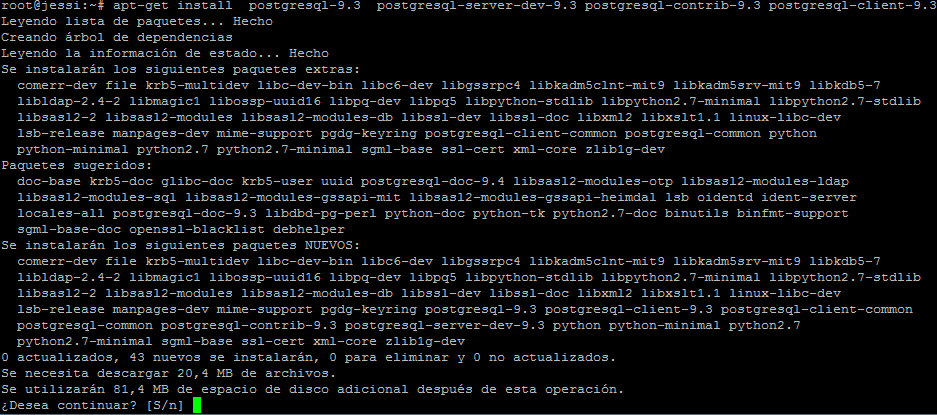 root@jessi:~# apt-get install  postgresql-9.3  postgresql-server-dev-9.3 postgresql-contrib-9.3 postgresql-client-9.3
Leyendo lista de paquetes... Hecho
Creando árbol de dependencias
Leyendo la información de estado... Hecho
Se instalarán los siguientes paquetes extras:
  comerr-dev file krb5-multidev libc-dev-bin libc6-dev libgssrpc4 libkadm5clnt-mit9 libkadm5srv-mit9 libkdb5-7
  libldap-2.4-2 libmagic1 libossp-uuid16 libpq-dev libpq5 libpython-stdlib libpython2.7-minimal libpython2.7-stdlib
  libsasl2-2 libsasl2-modules libsasl2-modules-db libssl-dev libssl-doc libxml2 libxslt1.1 linux-libc-dev
  lsb-release manpages-dev mime-support pgdg-keyring postgresql-client-common postgresql-common python
  python-minimal python2.7 python2.7-minimal sgml-base ssl-cert xml-core zlib1g-dev
Paquetes sugeridos:
  doc-base krb5-doc glibc-doc krb5-user uuid postgresql-doc-9.4 libsasl2-modules-otp libsasl2-modules-ldap
  libsasl2-modules-sql libsasl2-modules-gssapi-mit libsasl2-modules-gssapi-heimdal lsb oidentd ident-server
  locales-all postgresql-doc-9.3 libdbd-pg-perl python-doc python-tk python2.7-doc binutils binfmt-support
  sgml-base-doc openssl-blacklist debhelper
Se instalarán los siguientes paquetes NUEVOS:
  comerr-dev file krb5-multidev libc-dev-bin libc6-dev libgssrpc4 libkadm5clnt-mit9 libkadm5srv-mit9 libkdb5-7
  libldap-2.4-2 libmagic1 libossp-uuid16 libpq-dev libpq5 libpython-stdlib libpython2.7-minimal libpython2.7-stdlib
  libsasl2-2 libsasl2-modules libsasl2-modules-db libssl-dev libssl-doc libxml2 libxslt1.1 linux-libc-dev
  lsb-release manpages-dev mime-support pgdg-keyring postgresql-9.3 postgresql-client-9.3 postgresql-client-common
  postgresql-common postgresql-contrib-9.3 postgresql-server-dev-9.3 python python-minimal python2.7
  python2.7-minimal sgml-base ssl-cert xml-core zlib1g-dev
0 actualizados, 43 nuevos se instalarán, 0 para eliminar y 0 no actualizados.
Se necesita descargar 20,4 MB de archivos.
Se utilizarán 81,4 MB de espacio de disco adicional después de esta operación.
¿Desea continuar? [S/n]